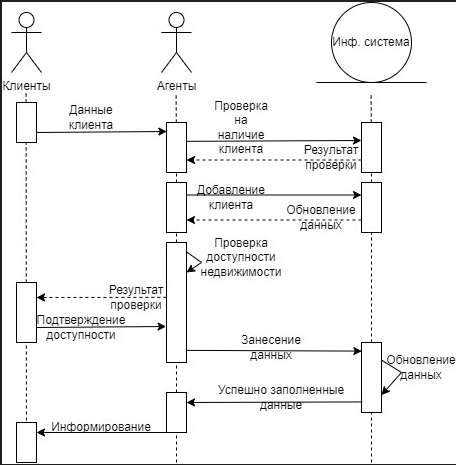 Инф. система
Клиенты
Агенты
Данные
клиента
Проверка
на
наличие
клиента
Результат
проверки
Добавление
клиента
Обновление
данных
Проверка
доступности
недвижимости
Результат
проверки
Подтверждение
доступности
Занесение
данных
Обновление
данных
Успешно заполненные
данные
Информирование